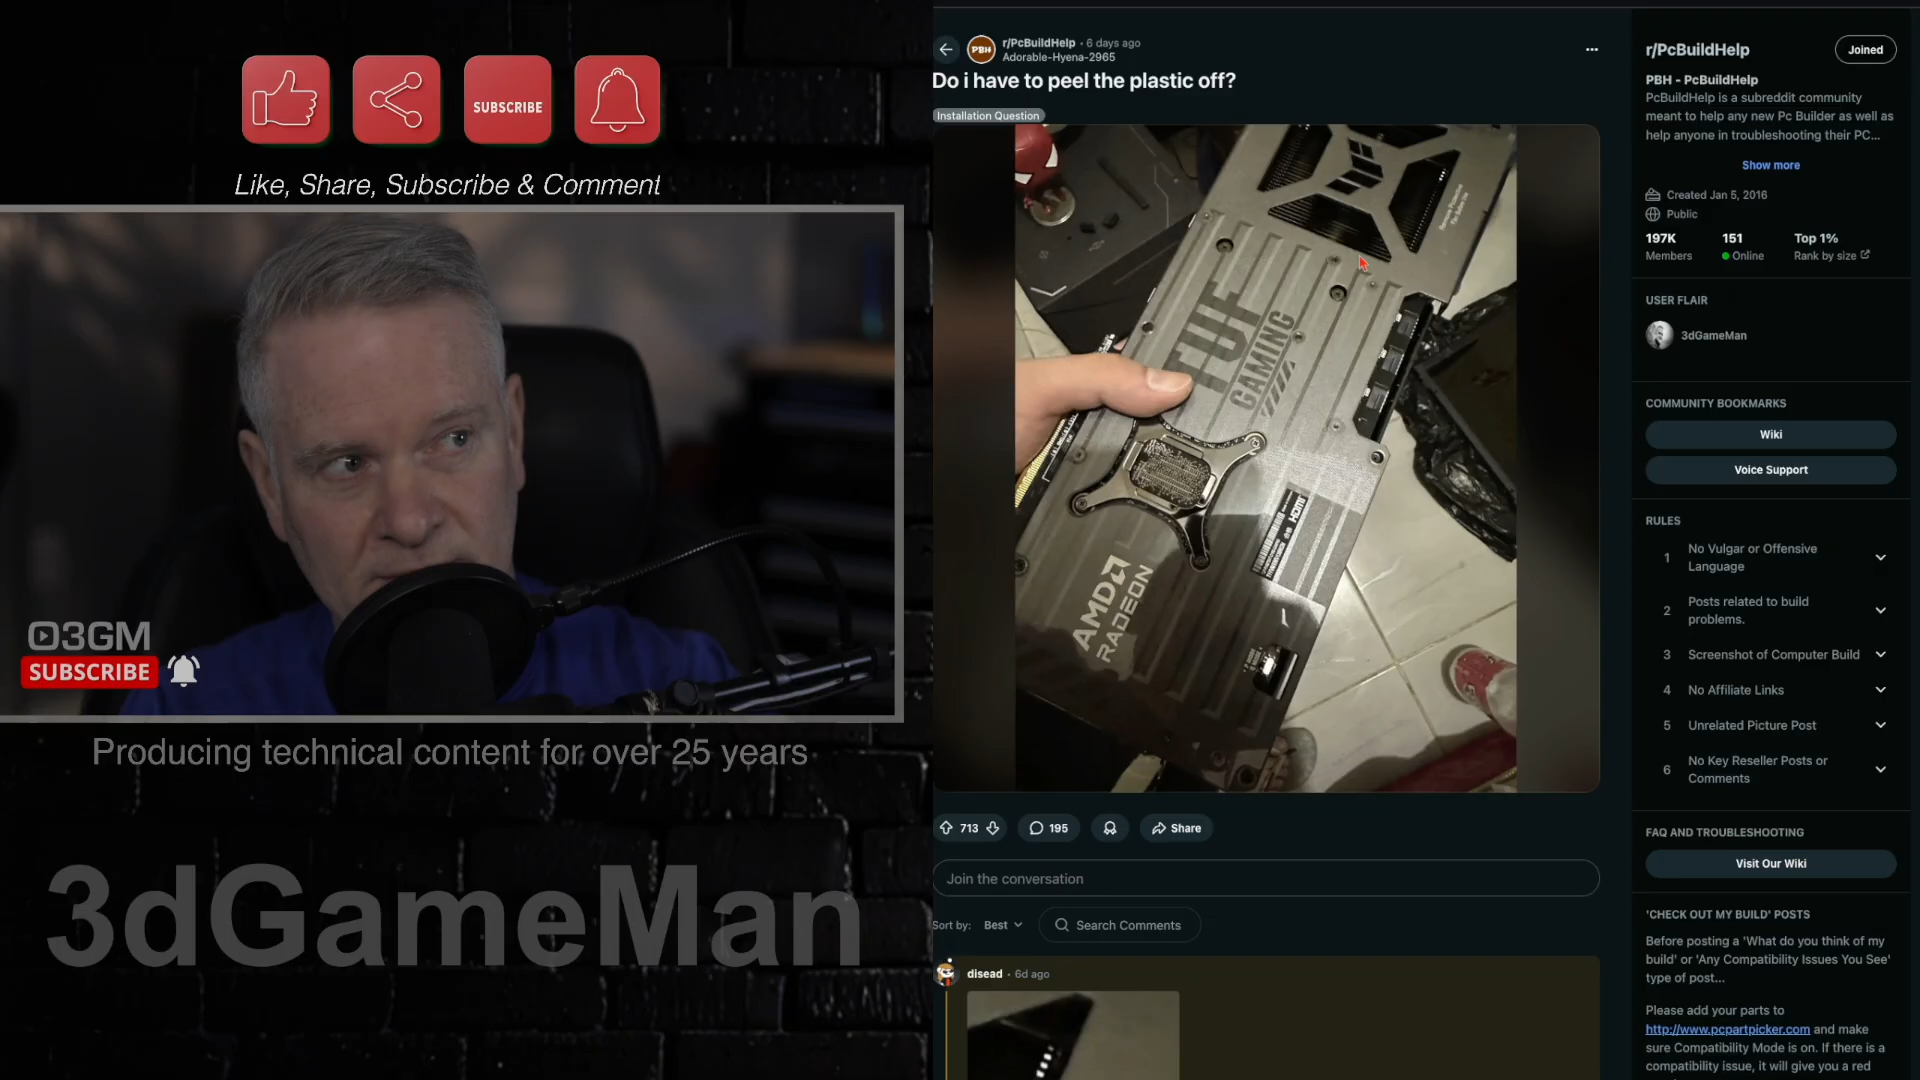 SUBSCRIBE
Like, Share, Subscribe & Comment
3GM
SUBSCRIBE
Producing technical content for over 25 years
3dGameMan
PBH
r/PcBuildHelp • 6 days ago
Adorable-Hyena-2965
Do i have to peel the plastic off?
Installation Question
TUF
GAMING
HDMI
AMD
RADEON
713
195
Share
Join the conversation
Sort by: Best
Search Comments
disead • 6d ago
r/PcBuildHelp
Joined
PBH - PcBuildHelp
PcBuildHelp is a subreddit community
meant to help any new Pc Builder as well as
help anyone in troubleshooting their PC...
Show more
Created Jan 5, 2016
Public
197K 151 Top 1%
Members Online Rank by size
USER FLAIR
3dGameMan
COMMUNITY BOOKMARKS
Wiki
Voice Support
RULES
1 No Vulgar or Offensive
Language
2 Posts related to build
problems.
3 Screenshot of Computer Build
4 No Affiliate Links
5 Unrelated Picture Post
6 No Key Reseller Posts or
Comments
FAQ AND TROUBLESHOOTING
Visit Our Wiki
'CHECK OUT MY BUILD' POSTS
Before posting a 'What do you think of my
build' or 'Any Compatibility Issues You See'
type of post...
Please add your parts to
http://www.pcpartpicker.com and make
sure Compatibility Mode is on. If there is a
compatibility issue, it will give you a red